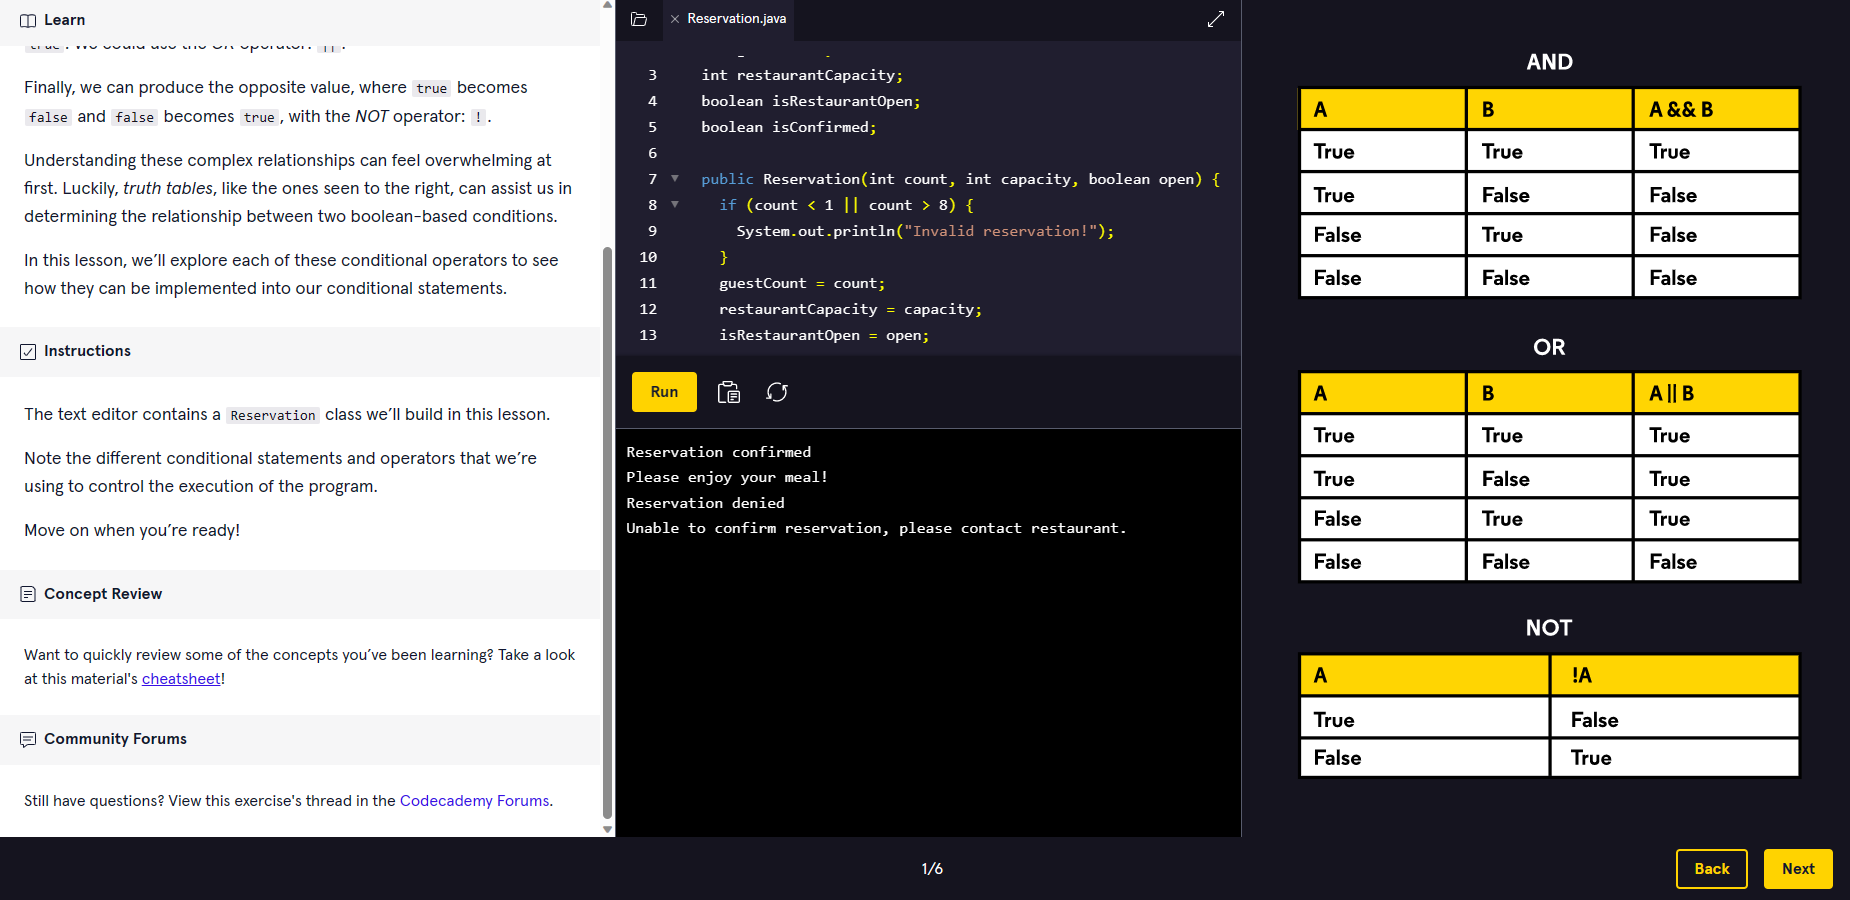 Learn
Finally, we can produce the opposite value, where true becomes
false and false becomes true, with the NOT operator: !.
Understanding these complex relationships can feel overwhelming at
first. Luckily, truth tables, like the ones seen to the right, can assist us in
determining the relationship between two boolean-based conditions.
In this lesson, we’ll explore each of these conditional operators to see
how they can be implemented into our conditional statements.
Instructions
The text editor contains a Reservation class we’ll build in this lesson.
Note the different conditional statements and operators that we’re
using to control the execution of the program.
Move on when you’re ready!
Concept Review
Want to quickly review some of the concepts you’ve been learning? Take a look
at this material's cheatsheet!
Community Forums
Still have questions? View this exercise's thread in the Codecademy Forums.
Reservation.java
3 int restaurantCapacity;
4 boolean isRestaurantOpen;
5 boolean isConfirmed;
6
7 public Reservation(int count, int capacity, boolean open) {
8 if (count < 1 || count > 8) {
9 System.out.println("Invalid reservation!");
10 }
11 guestCount = count;
12 restaurantCapacity = capacity;
13 isRestaurantOpen = open;
Run
Reservation confirmed
Please enjoy your meal!
Reservation denied
Unable to confirm reservation, please contact restaurant.
AND
A B A && B
True True True
True False False
False True False
False False False
OR
A B A || B
True True True
True False True
False True True
False False False
NOT
A !A
True False
False True
1/6
Back
Next